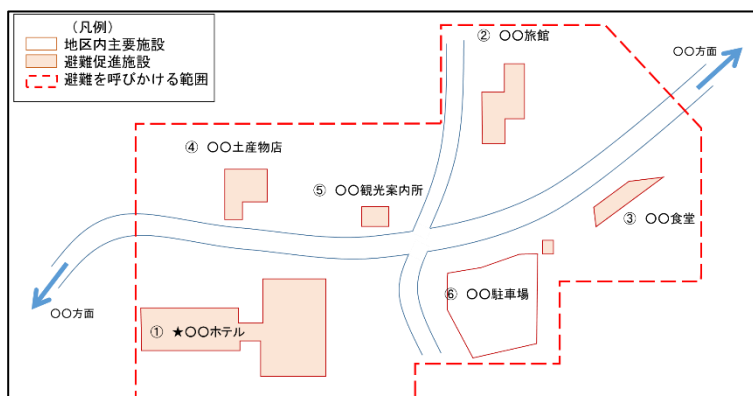 （凡例）
地区内主要施設
避難促進施設
避難を呼びかける範囲
② 〇〇旅館
〇〇方面
④ 〇〇土産物店
⑤ 〇〇観光案内所
③ 〇〇食堂
〇〇方面
① ★〇〇ホテル
⑥ 〇〇駐車場